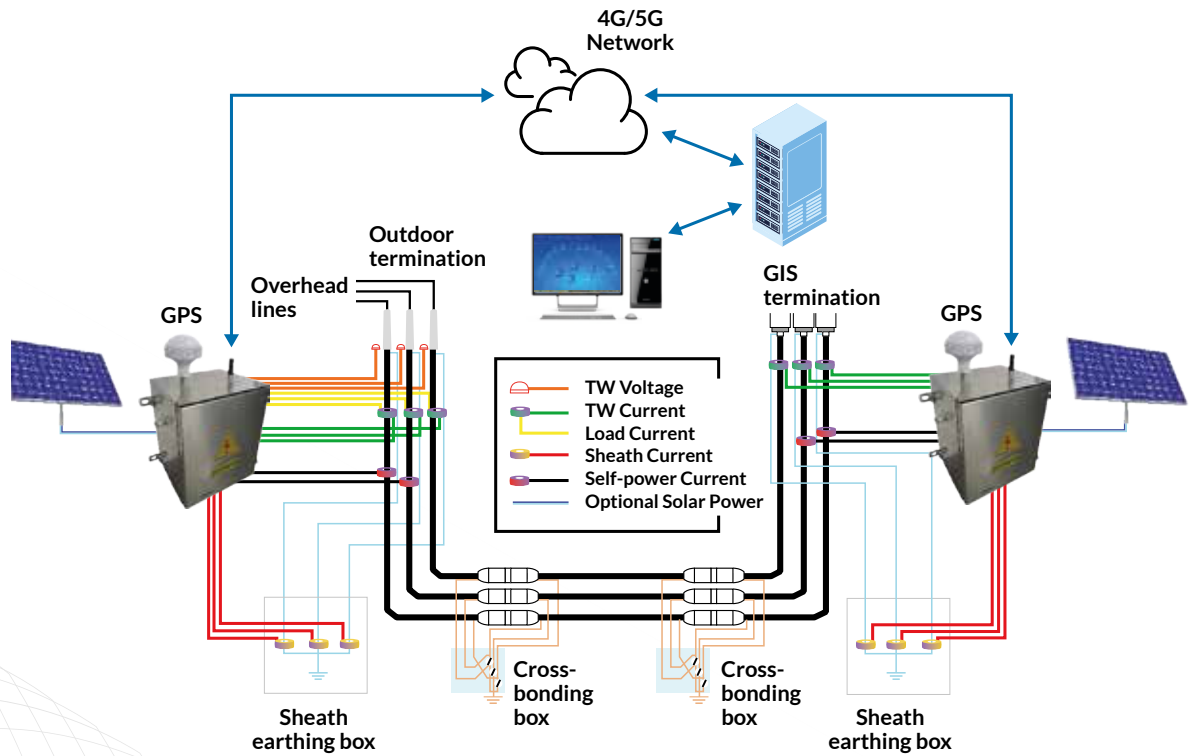 4G/5G
Network
Outdoor
termination
Overhead
lines
GPS
GIS
termination
GPS
TW Voltage
TW Current
Load Current
Sheath Current
Self-power Current
Optional Solar Power
Cross-
bonding
box
Cross-
bonding
box
Sheath
earthing box
Sheath
earthing box